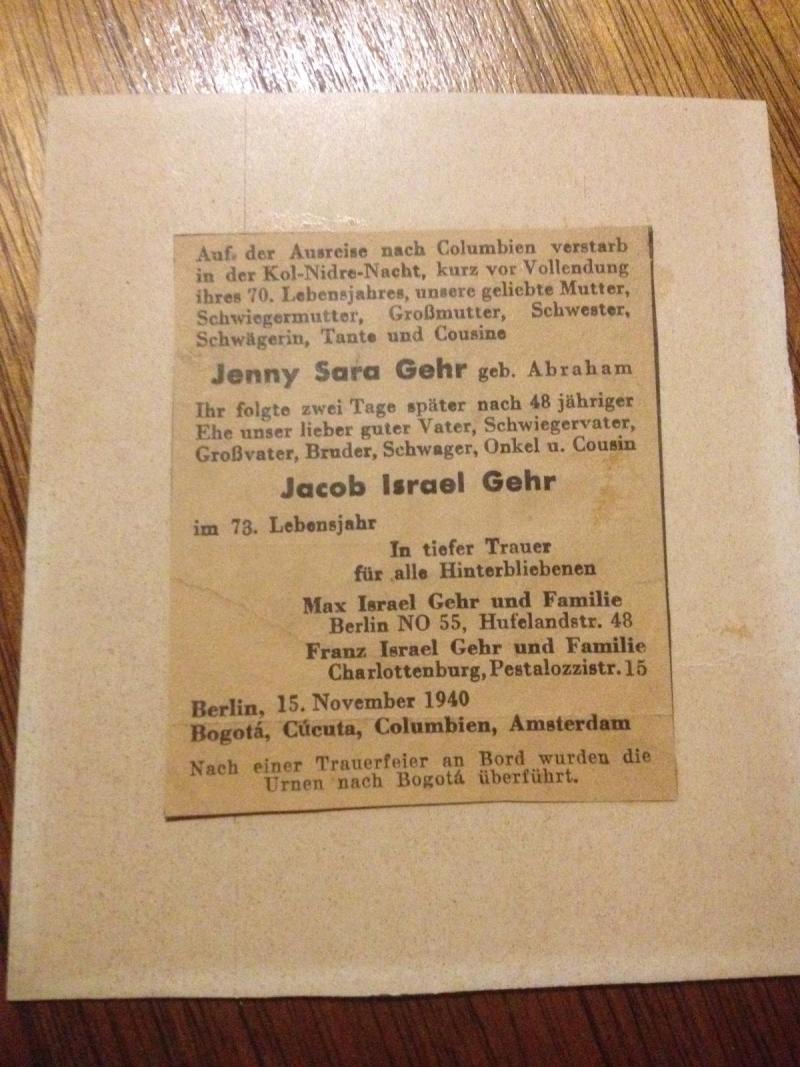 Auf der Ausreise nach Columbien verstarb
in der Kol-Nidre-Nacht, kurz vor Vollendung
ihres 70. Lebensjahres, unsere geliebte Mutter,
Schwiegermutter, Großmutter, Schwester,
Schwägerin, Tante und Cousine
Jenny Sara Gehr geb. Abraham
Ihr folgte zwei Tage später nach 48 jähriger
Ehe unser lieber guter Vater, Schwiegervater,
Großvater, Bruder, Schwager, Onkel u. Cousin
Jacob Israel Gehr
im 73. Lebensjahr
In tiefer Trauer
für alle Hinterbliebenen
Max Israel Gehr und Familie
Berlin NO 55, Hufelandstr. 48
Franz Israel Gehr und Familie
Charlottenburg, Pestalozzistr. 15
Berlin, 15. November 1940
Bogotá, Cúcuta, Columbien, Amsterdam
Nach einer Trauerfeier an Bord wurden die
Urnen nach Bogotá überführt.